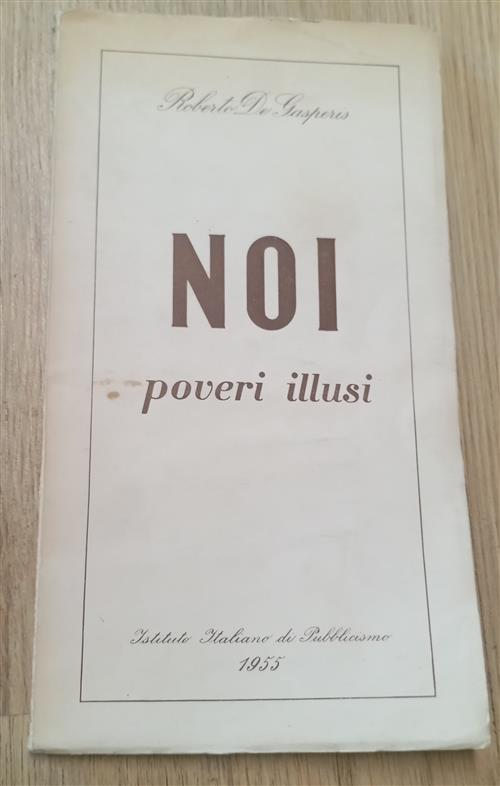 Roberto De Gasperis
NOI
poveri illusi
Istituto Italiano di Pubblicismo
1955